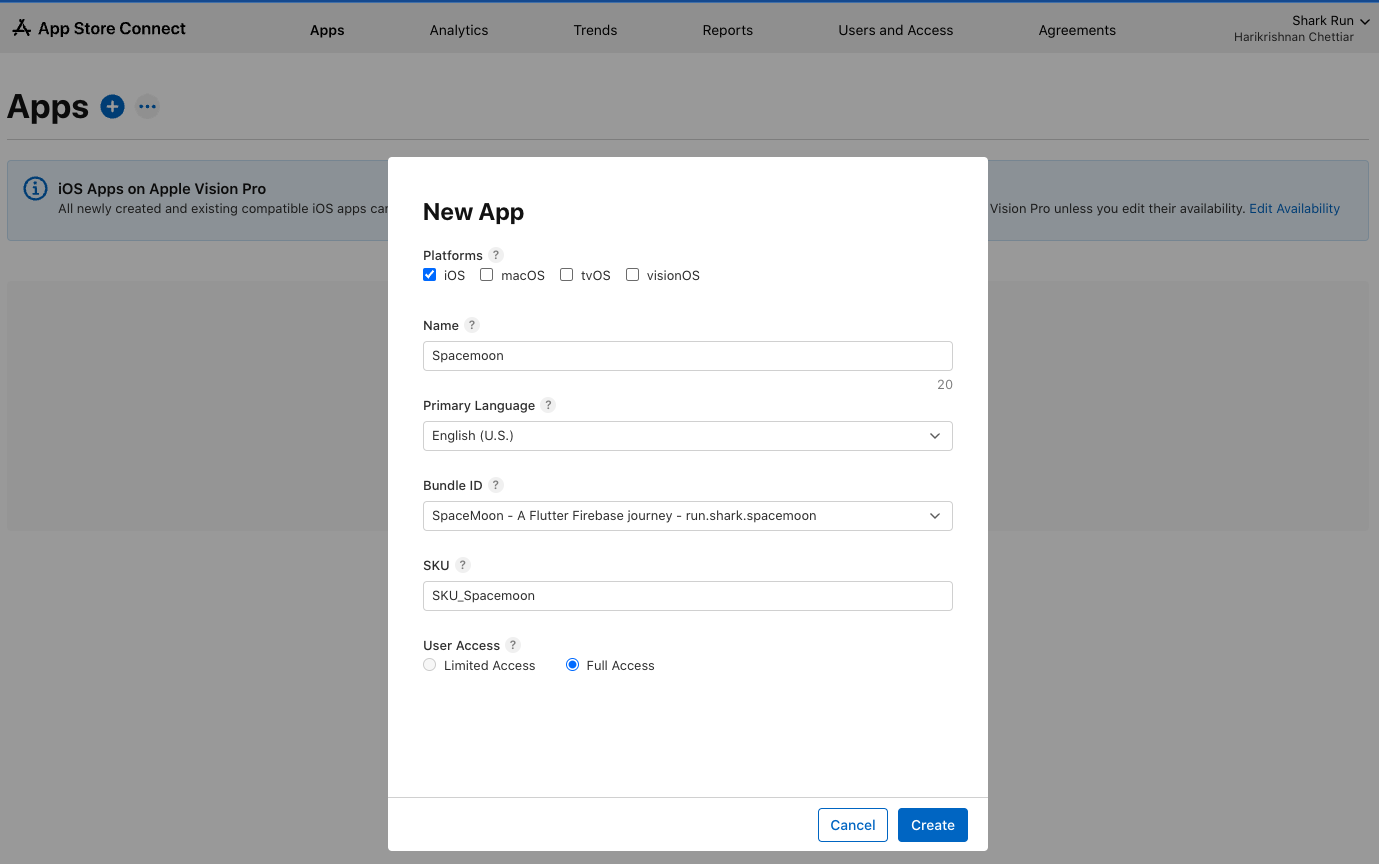 App Store Connect
Apps
Analytics
Trends
Reports
Users and Access
Agreements
Shark Run
Harikrishnan Chettiar
Apps
iOS Apps on Apple Vision Pro
All newly created and existing compatible iOS apps can
Vision Pro unless you edit their availability. Edit Availability
New App
Platforms ?
iOS macOS tvOS visionOS
Name ?
Spacemoon
20
Primary Language ?
English (U.S.)
Bundle ID ?
SpaceMoon - A Flutter Firebase journey - run.shark.spacemoon
SKU ?
SKU_Spacemoon
User Access ?
Limited Access Full Access
Cancel Create